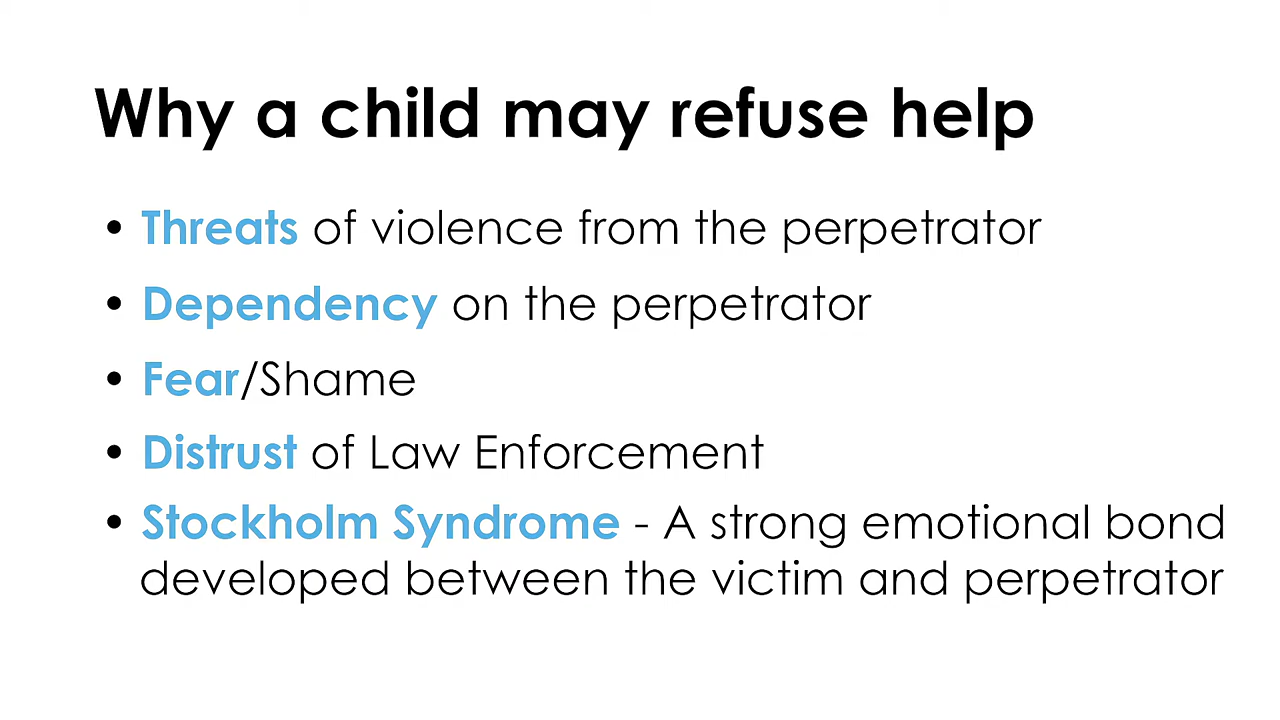 Why a child may refuse help
• Threats of violence from the perpetrator
• Dependency on the perpetrator
• Fear/Shame
• Distrust of Law Enforcement
• Stockholm Syndrome - A strong emotional bond
developed between the victim and perpetrator